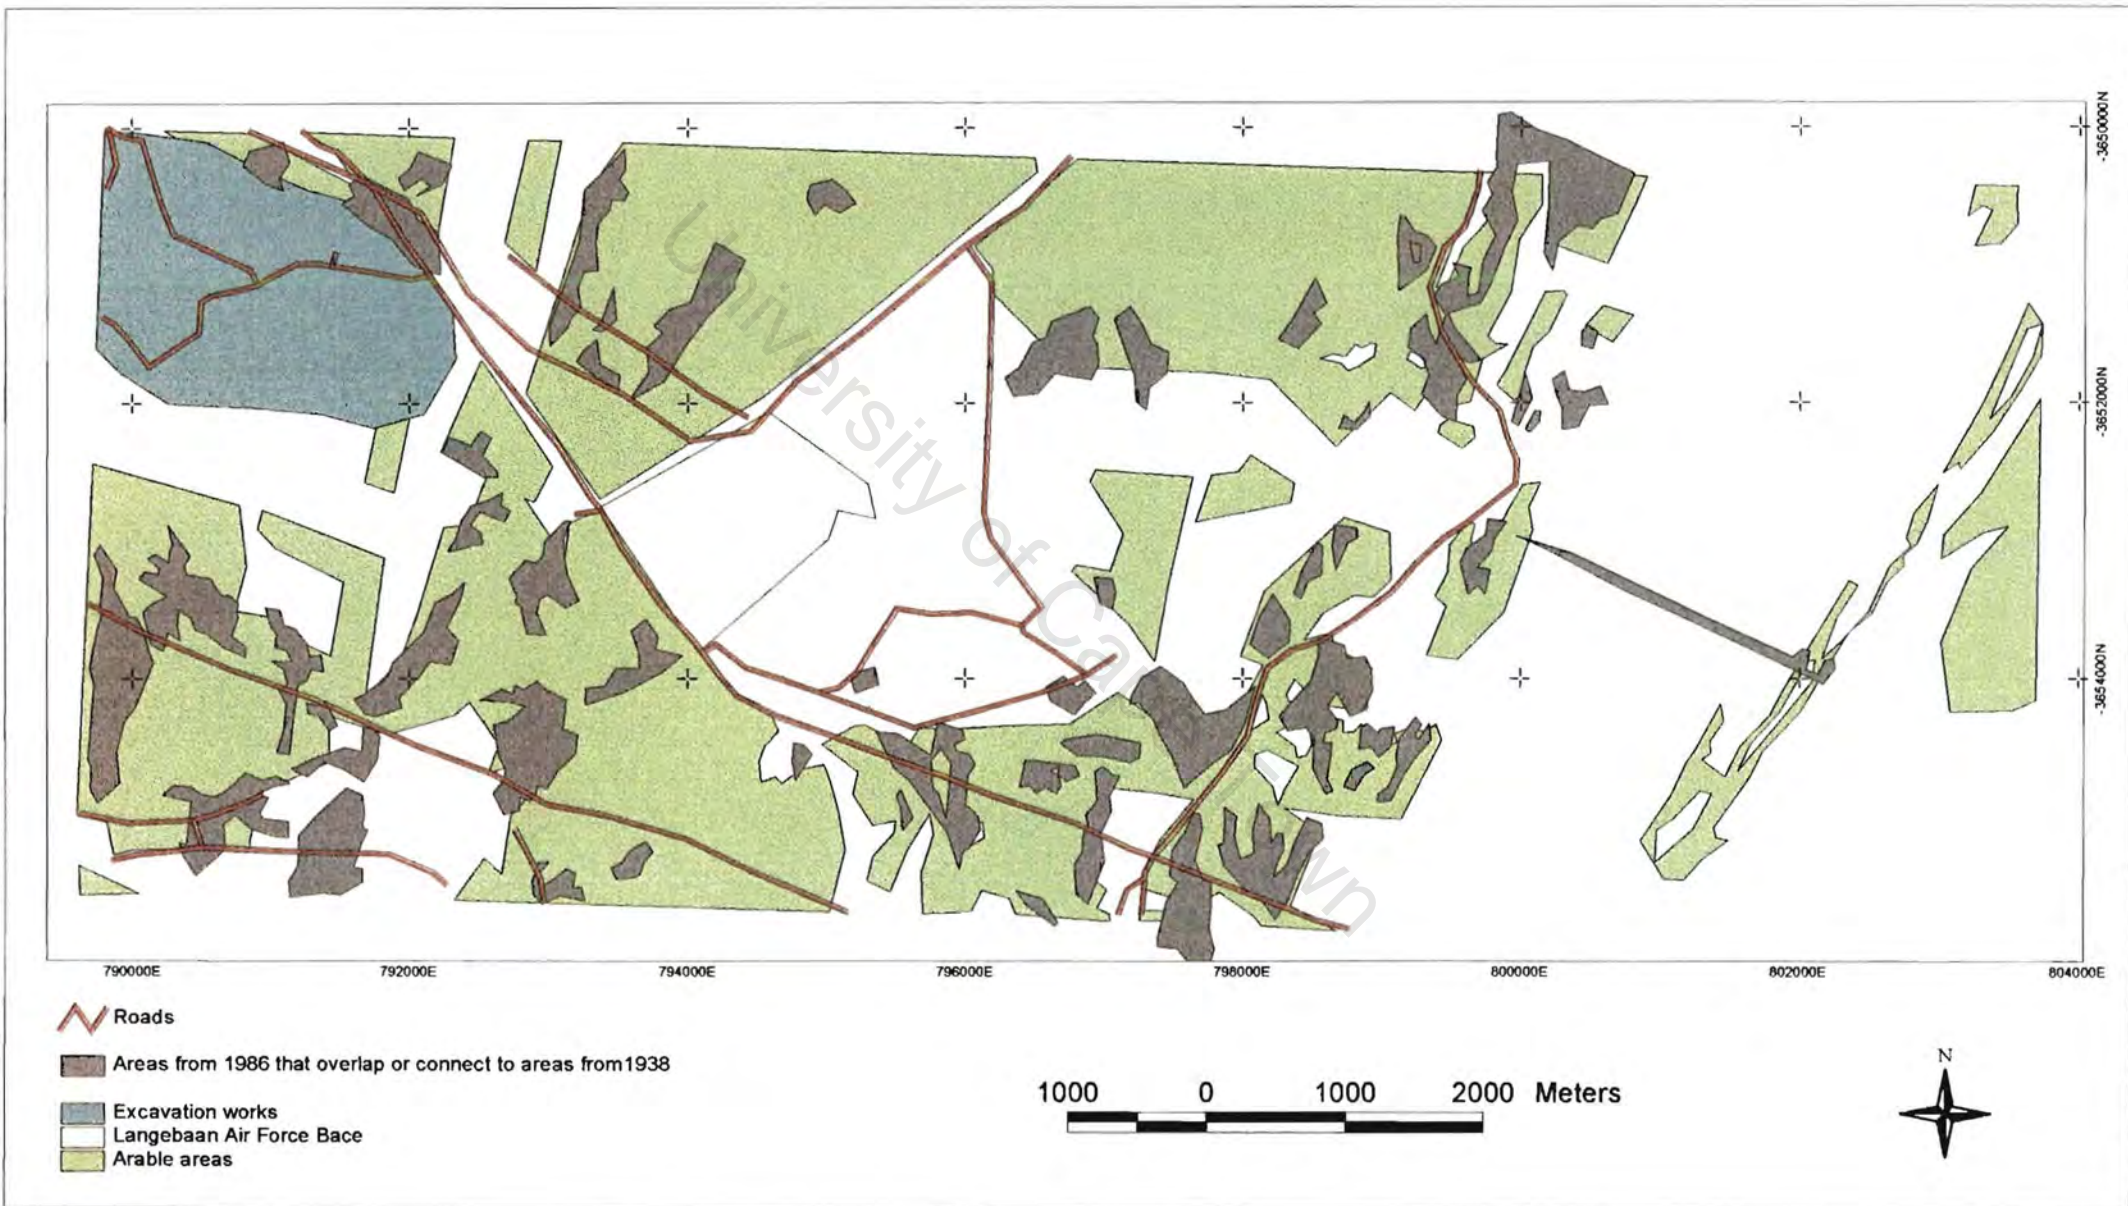 -3650000N
-3652000N
-3654000N
University of Cape Town
790000E 792000E 794000E 796000E 798000E 800000E 802000E 804000E
Roads
Areas from 1986 that overlap or connect to areas from1938
Excavation works
Langebaan Air Force Bace
Arable areas
1000 0 1000 2000 Meters
N